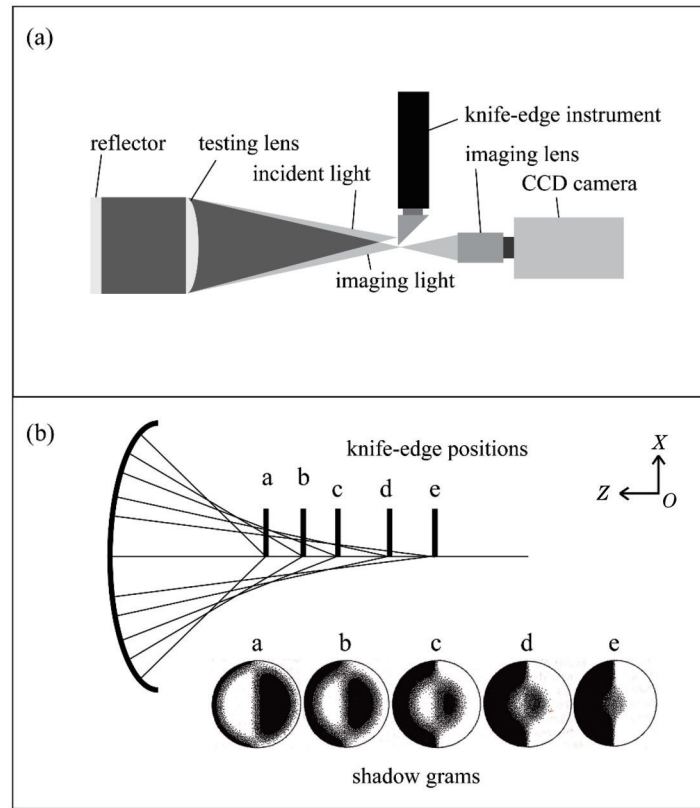 (a)
knife-edge instrument
reflector
testing lens
imaging lens
incident light
CCD camera
imaging light
(b)
knife-edge positions
X
a b c d e
Z O
a b c d e
shadow grams